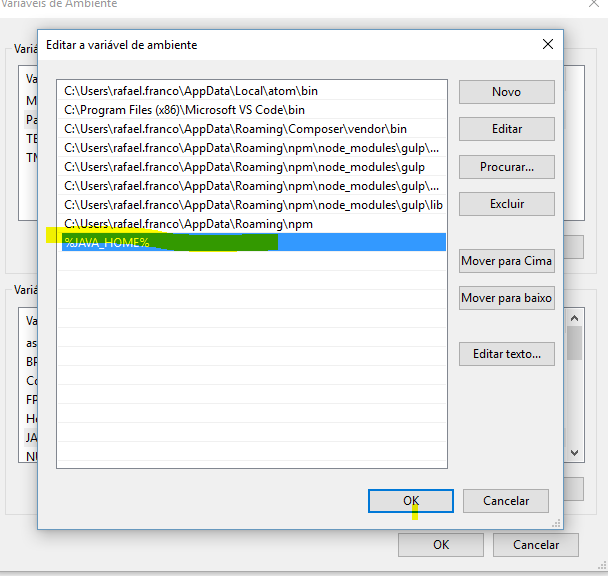 Variáveis de Ambiente
Editar a variável de ambiente
Variá
Va
M
Pa
TE
TM
C:\Users\rafael.franco\AppData\Local\atom\bin
C:\Program Files (x86)\Microsoft VS Code\bin
C:\Users\rafael.franco\AppData\Roaming\Composer\vendor\bin
C:\Users\rafael.franco\AppData\Roaming\npm\node_modules\gulp\...
C:\Users\rafael.franco\AppData\Roaming\npm\node_modules\gulp
C:\Users\rafael.franco\AppData\Roaming\npm\node_modules\gulp\...
C:\Users\rafael.franco\AppData\Roaming\npm\node_modules\gulp\lib
C:\Users\rafael.franco\AppData\Roaming\npm
%JAVA_HOME%
Novo
Editar
Procurar...
Excluir
Mover para Cima
Mover para baixo
Editar texto...
Variá
Va
as
BP
Co
FP
Ho
JA
NU
OK
Cancelar
OK
Cancelar